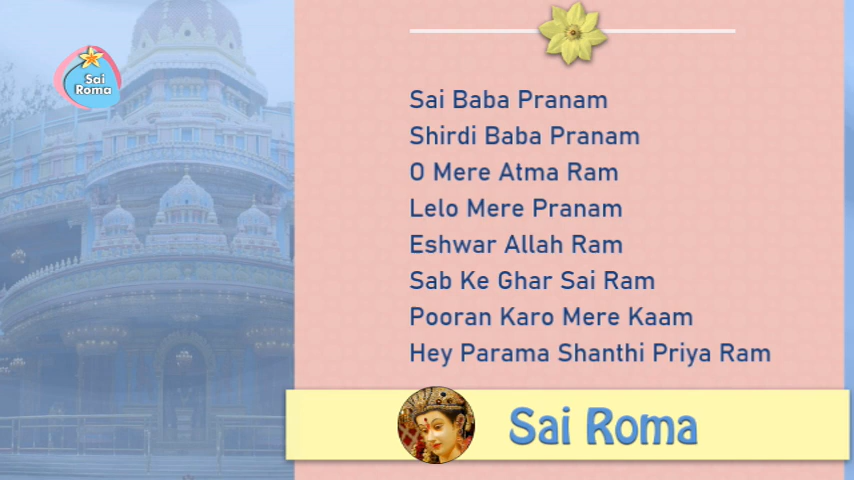 Sai
Roma
Sai Baba Pranam
Shirdi Baba Pranam
O Mere Atma Ram
Lelo Mere Pranam
Eshwar Allah Ram
Sab Ke Ghar Sai Ram
Pooran Karo Mere Kaam
Hey Parama Shanthi Priya Ram
Sai Roma